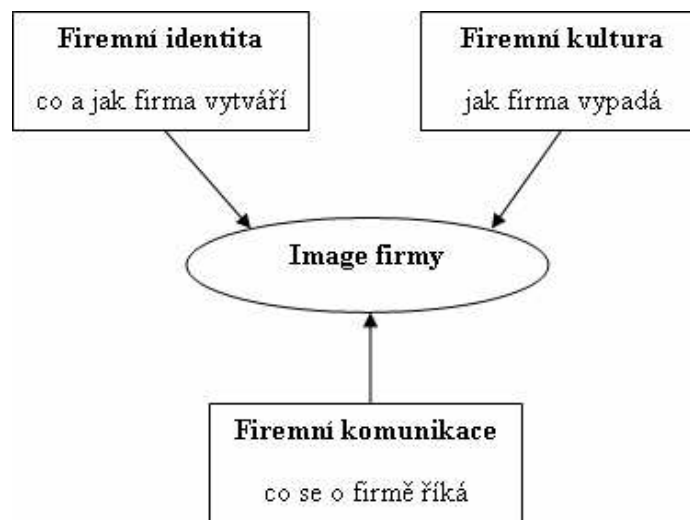 Firemní identita
co a jak firma vytváří
Firemní kultura
jak firma vypadá
Image firmy
Firemní komunikace
co se o firmě říká